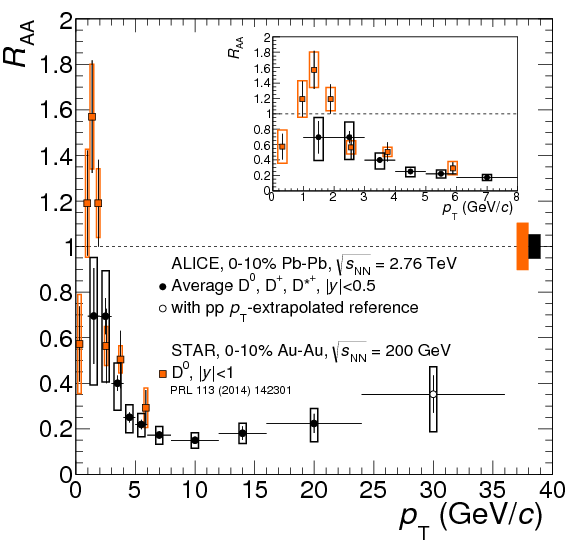 R_AA
2
1.8
1.6
1.4
1.2
1
0.8
0.6
0.4
0.2
0
R_AA
2
1.8
1.6
1.4
1.2
1
0.8
0.6
0.4
0.2
0
0 1 2 3 4 5 6 7 8
p_T (GeV/c)
ALICE, 0-10% Pb-Pb, √s_NN = 2.76 TeV
Average D^0, D^+, D^*+, |y|<0.5
with pp p_T-extrapolated reference
STAR, 0-10% Au-Au, √s_NN = 200 GeV
D^0, |y|<1
PRL 113 (2014) 142301
0 5 10 15 20 25 30 35 40
p_T (GeV/c)